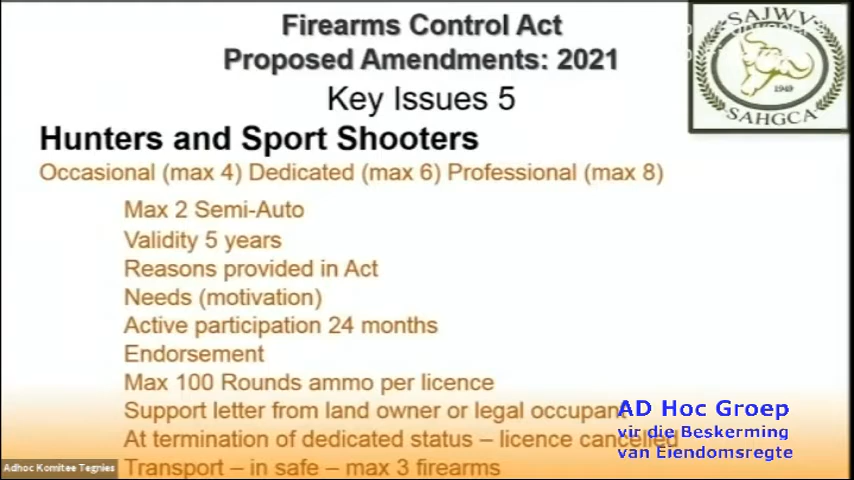 Firearms Control Act
Proposed Amendments: 2021
Key Issues 5
Hunters and Sport Shooters
Occasional (max 4) Dedicated (max 6) Professional (max 8)
Max 2 Semi-Auto
Validity 5 years
Reasons provided in Act
Needs (motivation)
Active participation 24 months
Endorsement
Max 100 Rounds ammo per licence
Support letter from land owner or legal occupant
At termination of dedicated status – licence cancelled
Transport – in safe – max 3 firearms
SAJWV
1949
SAHGCA
AD Hoc Groep
vir die Beskerming
van Eiendomsregte
Adhoc Komitee Tegnies